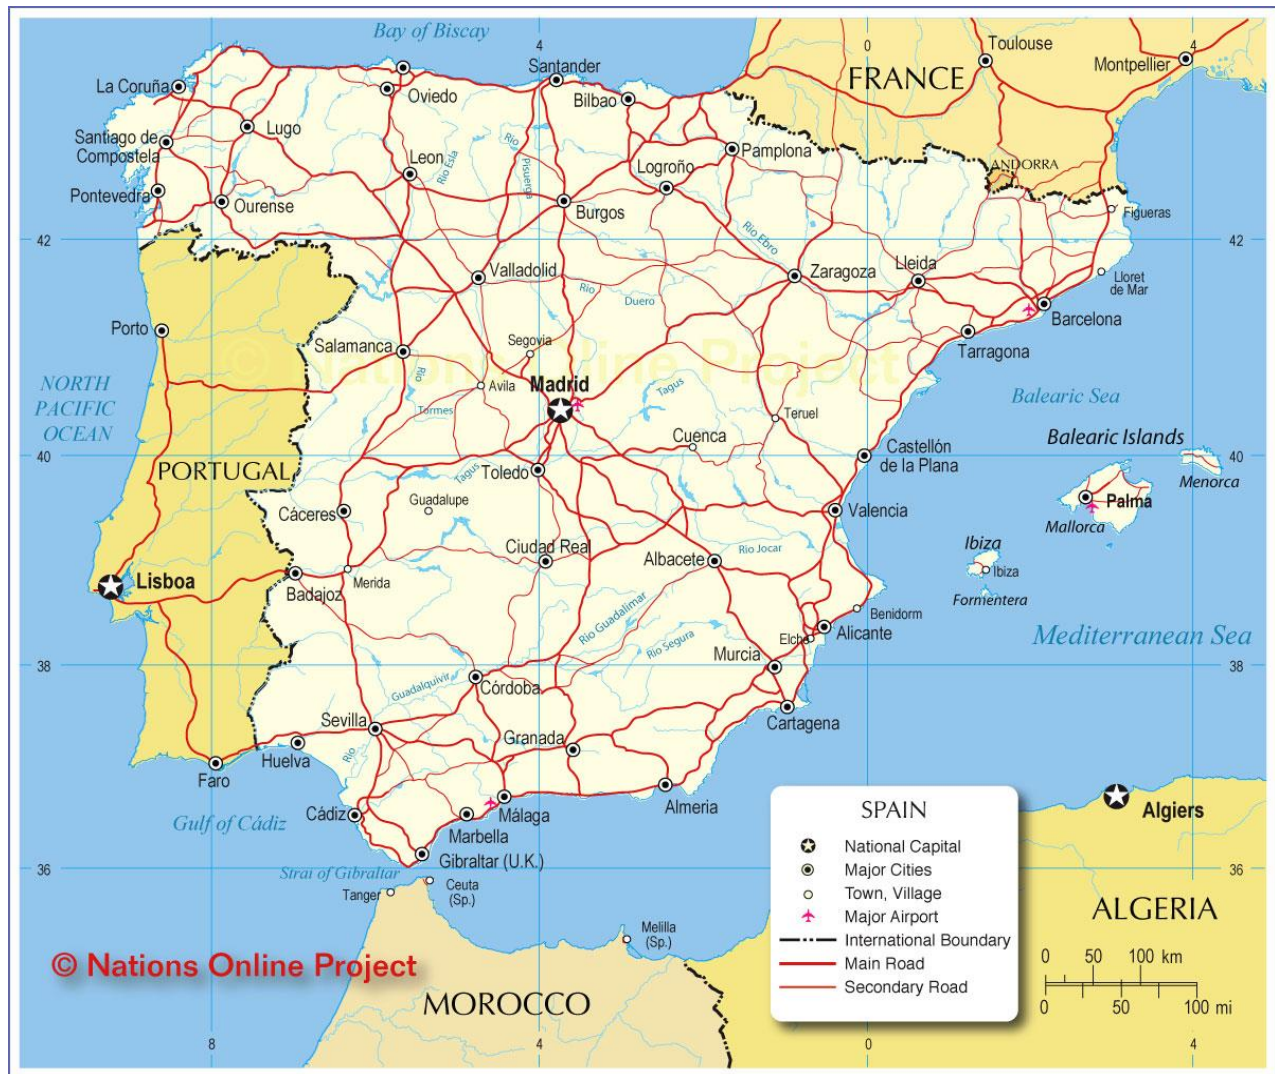 Bay of Biscay
4
0
4
Toulouse
Montpellier
FRANCE
La Coruña
Oviedo
Santander
Bilbao
Santiago de
Compostela
Lugo
Leon
Rio Esla
Rio
Pisuerga
Logroño
Pamplona
ANDORRA
Pontevedra
Ourense
Burgos
Figueras
42
42
Rio Ebro
Valladolid
Zaragoza
Lleida
Lloret
de Mar
Rio
Duero
Barcelona
Porto
Salamanca
Segovia
Tarragona
© Nations Online Project
NORTH
PACIFIC
OCEAN
Rio
Tormes
Avila
Madrid
Tagus
Teruel
Balearic Sea
Cuenca
Castellón
de la Plana
Balearic Islands
40
40
PORTUGAL
Tagus
Toledo
Menorca
Palma
Mallorca
Cáceres
Guadalupe
Valencia
Ciudad Real
Albacete
Rio Jocar
Ibiza
Ibiza
Formentera
Lisboa
Badajoz
Merida
Rio Guadalimar
Rio Segura
Benidorm
Elche
Alicante
Mediterranean Sea
38
38
Murcia
Guadalquivir
Córdoba
Cartagena
Sevilla
Rio
Granada
Huelva
Faro
Almeria
Cádiz
Málaga
Marbella
Gulf of Cádiz
Gibraltar (U.K.)
36
36
Strai of Gibraltar
Tanger
Ceuta
(Sp.)
Melilla
(Sp.)
Algiers
ALGERIA
MOROCCO
© Nations Online Project
SPAIN
National Capital
Major Cities
Town, Village
Major Airport
International Boundary
Main Road
Secondary Road
0 50 100 km
0 50 100 mi
8
4
0
4